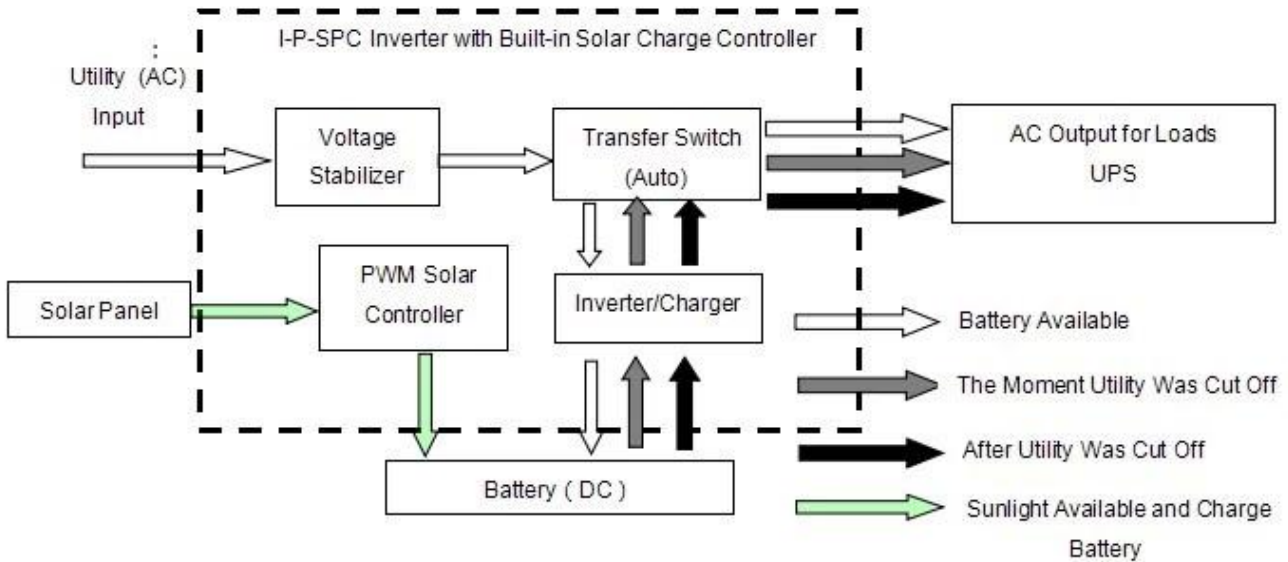 I-P-SPC Inverter with Built-in Solar Charge Controller
:
Utility (AC)
Input
Voltage
Stabilizer
Transfer Switch
(Auto)
AC Output for Loads
UPS
Solar Panel
PWM Solar
Controller
Inverter/Charger
Battery ( DC )
Battery Available
The Moment Utility Was Cut Off
After Utility Was Cut Off
Sunlight Available and Charge
Battery